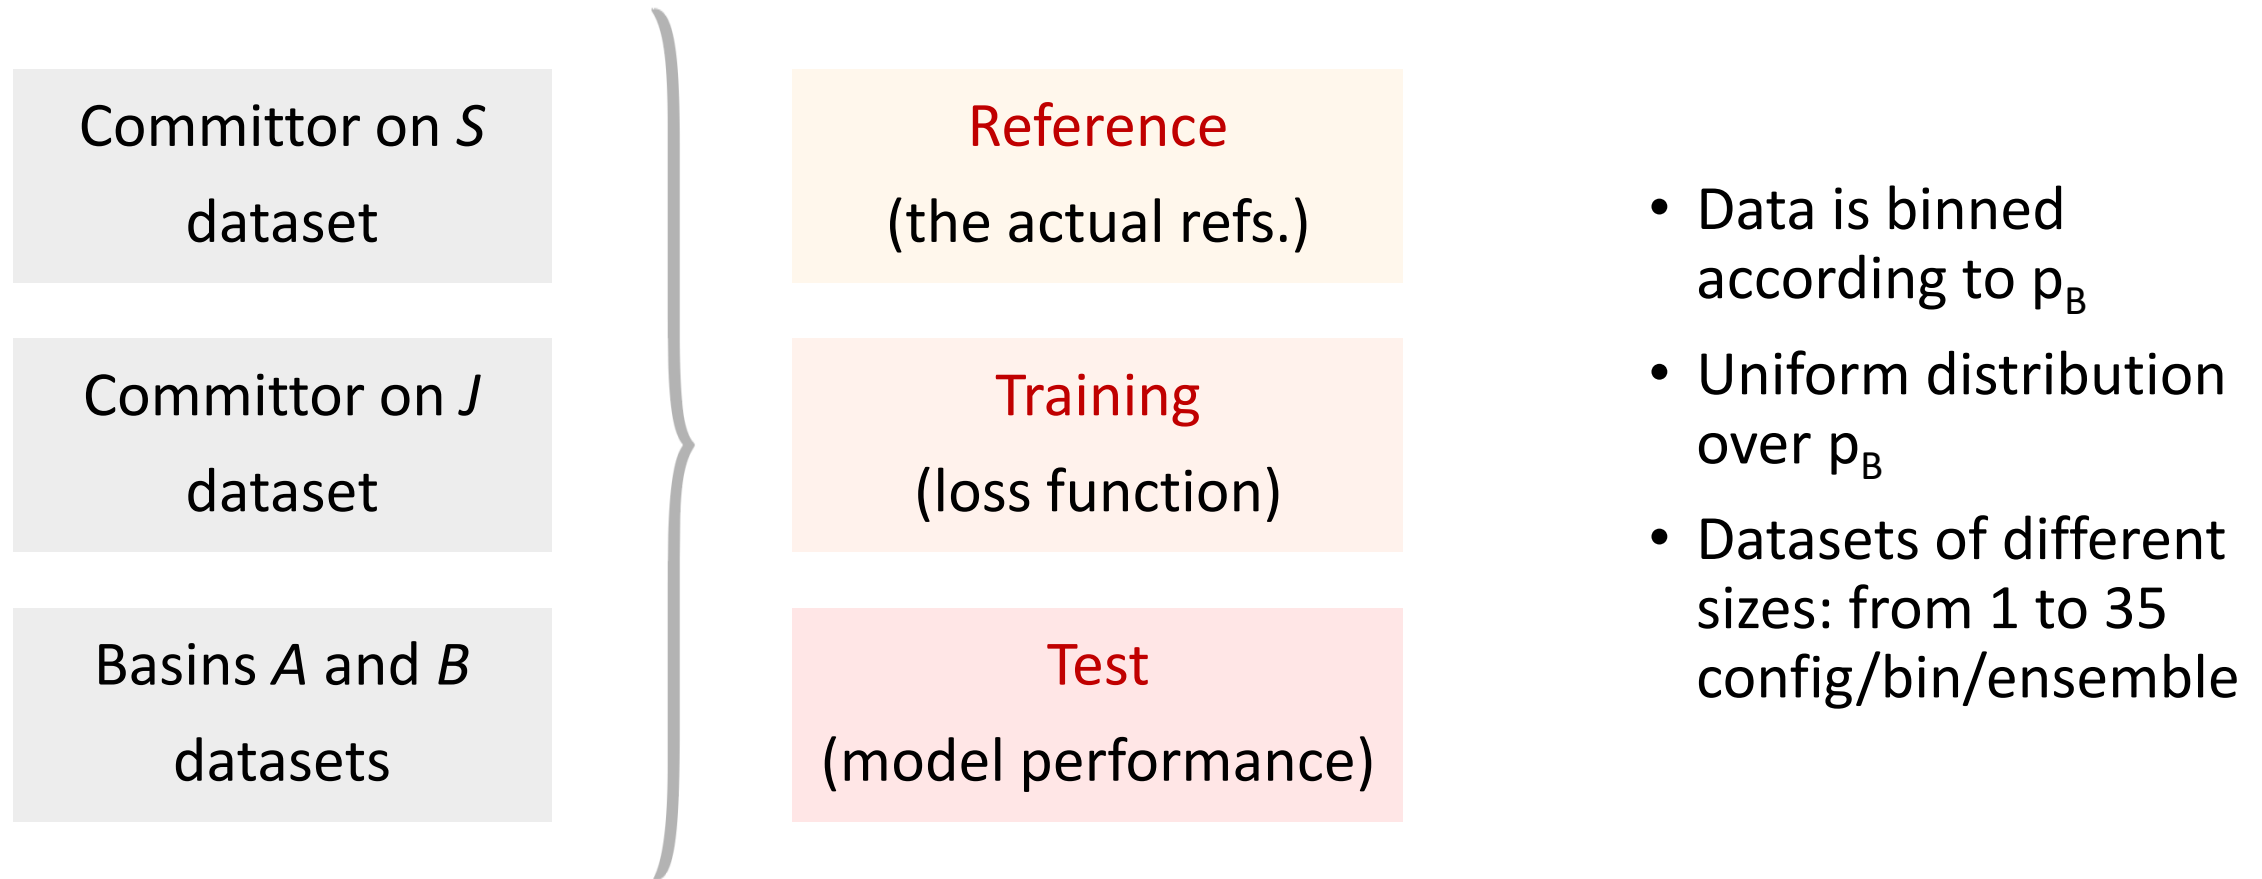 Committor on S
dataset
Committor on J
dataset
Basins A and B
datasets
Reference
(the actual refs.)
Training
(loss function)
Test
(model performance)
• Data is binned
according to pB
• Uniform distribution
over pB
• Datasets of different
sizes: from 1 to 35
config/bin/ensemble